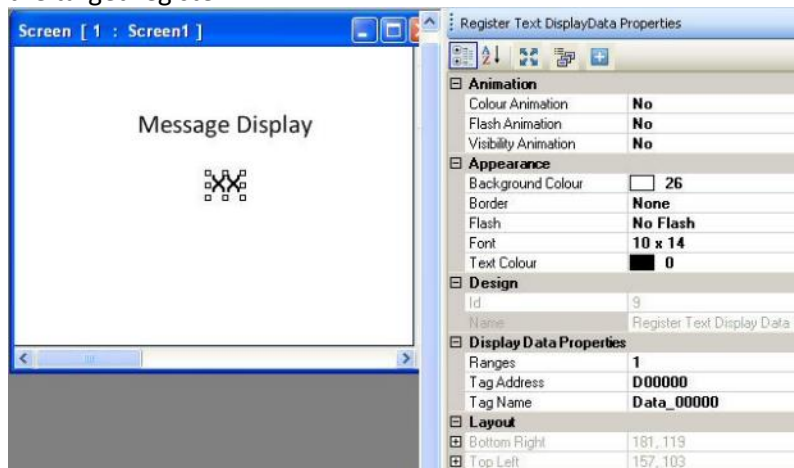 Screen [ 1 : Screen1 ]
Message Display
XX
Register Text DisplayData Properties
Animation
Colour Animation No
Flash Animation No
Visibility Animation No
Appearance
Background Colour 26
Border None
Flash No Flash
Font 10 x 14
Text Colour 0
Design
Id 9
Name Register Text Display Data
Display Data Properties
Ranges 1
Tag Address D00000
Tag Name Data_00000
Layout
Bottom Right 181, 119
Top Left 157, 103